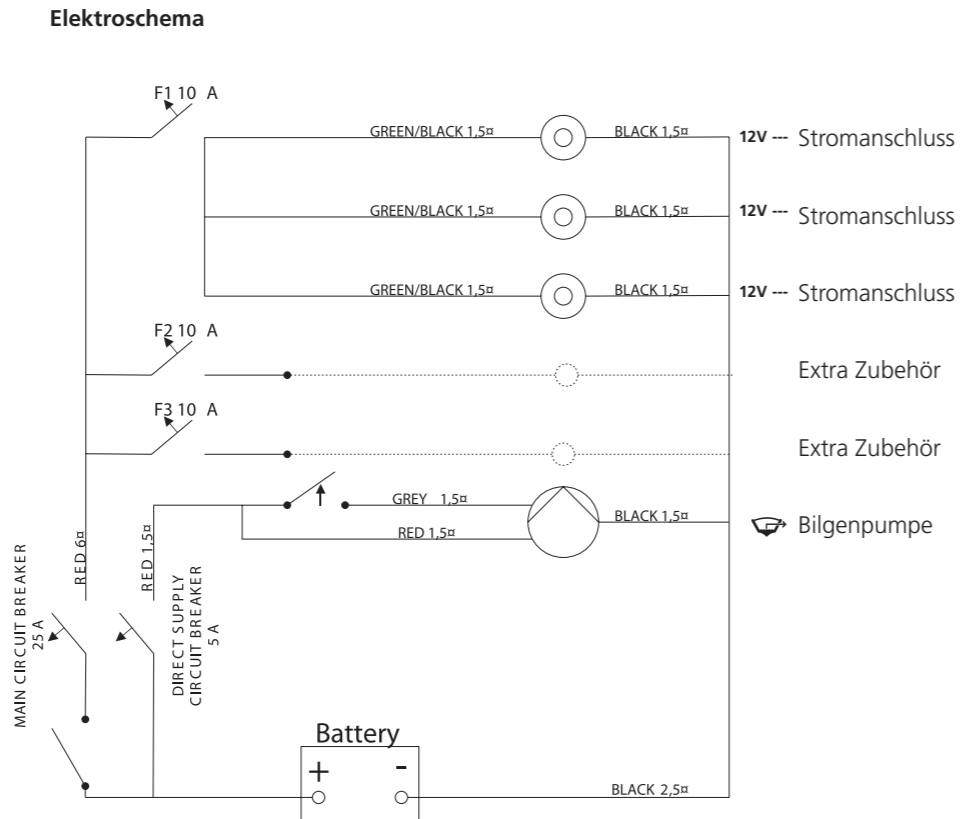 Elektroschema
F1 10 A
GREEN/BLACK 1,5¤
BLACK 1,5¤
12V --- Stromanschluss
GREEN/BLACK 1,5¤
BLACK 1,5¤
12V --- Stromanschluss
GREEN/BLACK 1,5¤
BLACK 1,5¤
12V --- Stromanschluss
F2 10 A
Extra Zubehör
F3 10 A
Extra Zubehör
GREY 1,5¤
BLACK 1,5¤
RED 1,5¤
Bilgenpumpe
RED 6¤
RED 1,5¤
MAIN CIRCUIT BREAKER
25 A
DIRECT SUPPLY
CIRCUIT BREAKER
5 A
Battery
+ -
BLACK 2,5¤